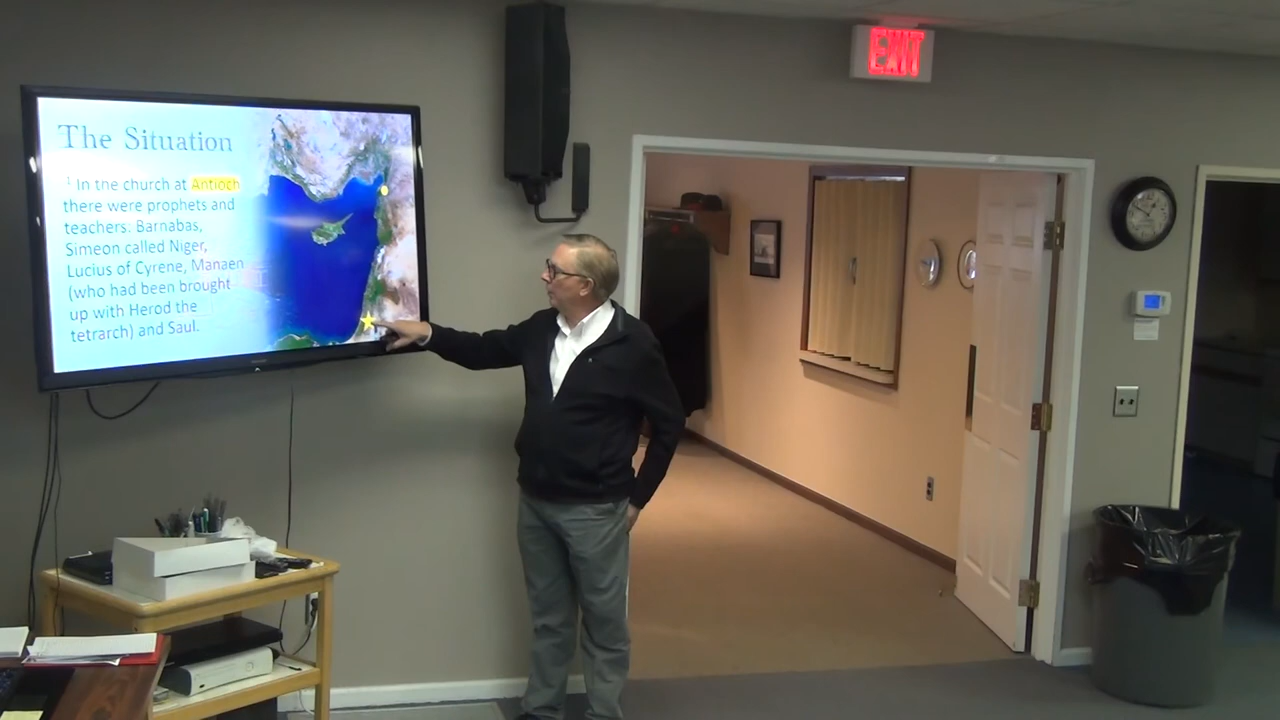 EXIT
The Situation
1 In the church at Antioch
there were prophets and
teachers: Barnabas,
Simeon called Niger,
Lucius of Cyrene, Manaen
(who had been brought
up with Herod the
tetrarch) and Saul.